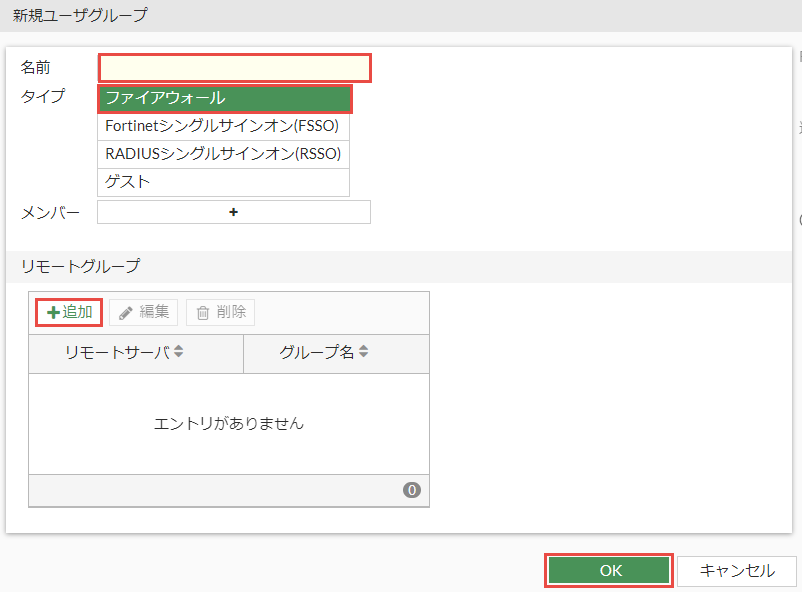 新規ユーザグループ
名前
タイプ
ファイアウォール
Fortinetシングルサインオン(FSSO)
RADIUSシングルサインオン(RSSO)
ゲスト
メンバー +
リモートグループ
+追加 編集 削除
リモートサーバ グループ名
エントリがありません
0
OK キャンセル